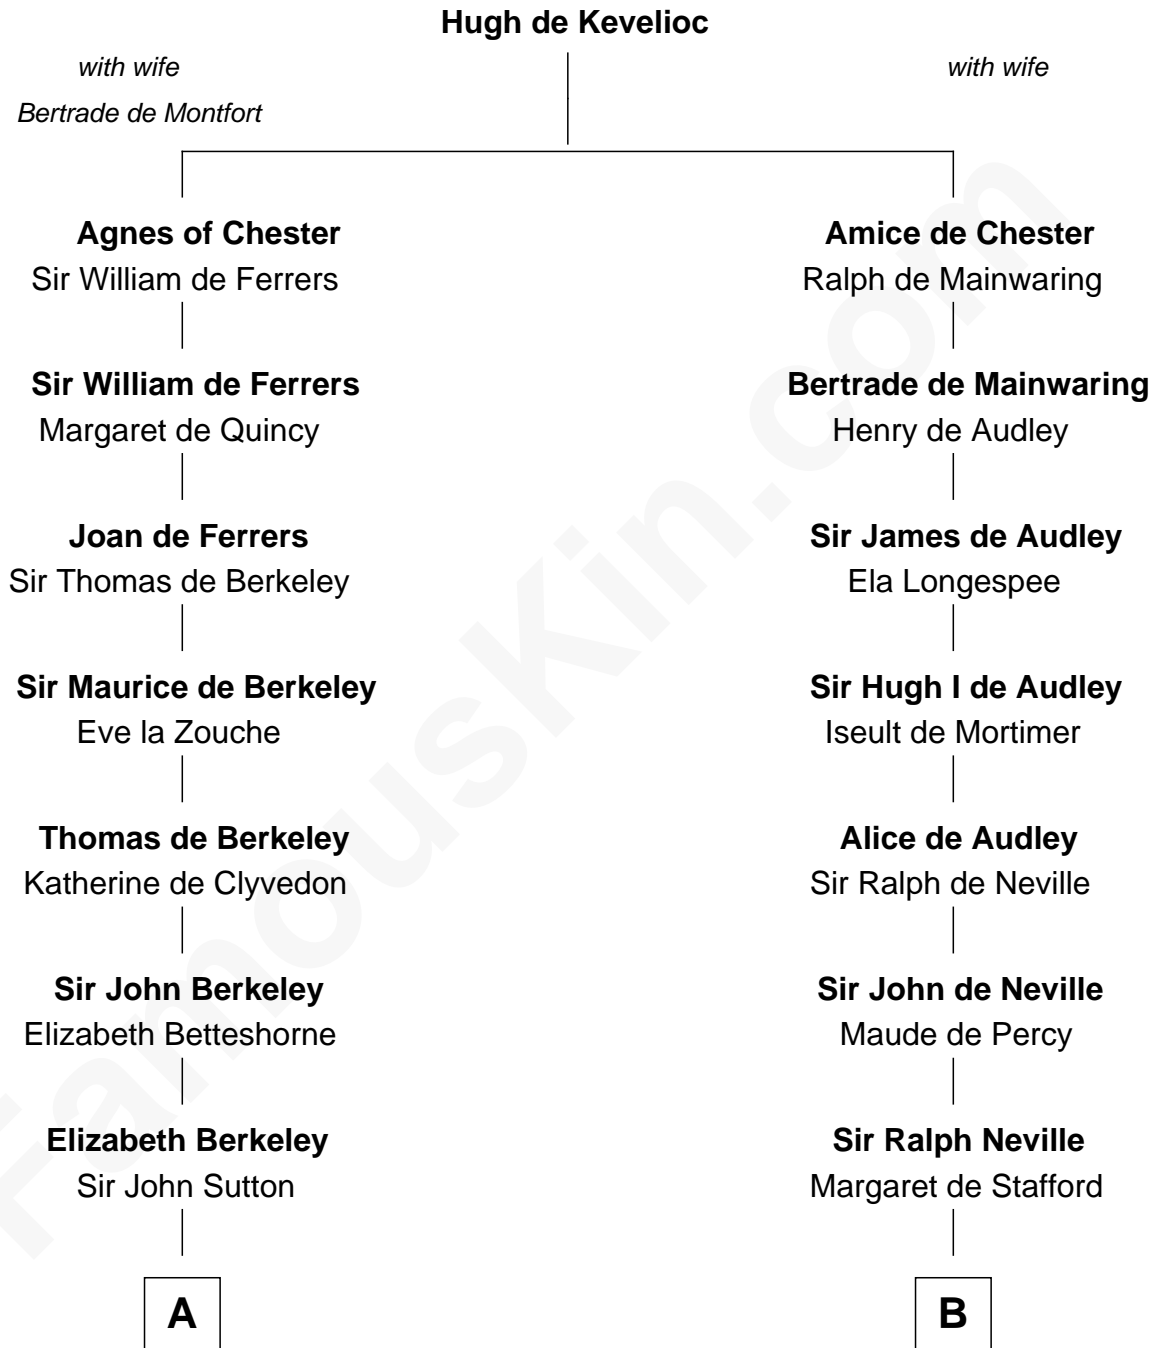 Hugh de Kevelioc
with wife
Bertrade de Montfort
with wife
Agnes of Chester
Sir William de Ferrers
Amice de Chester
Ralph de Mainwaring
Sir William de Ferrers
Margaret de Quincy
Bertrade de Mainwaring
Henry de Audley
Joan de Ferrers
Sir Thomas de Berkeley
Sir James de Audley
Ela Longespee
Sir Maurice de Berkeley
Eve la Zouche
Sir Hugh I de Audley
Iseult de Mortimer
Thomas de Berkeley
Katherine de Clyvedon
Alice de Audley
Sir Ralph de Neville
Sir John Berkeley
Elizabeth Betteshorne
Sir John de Neville
Maude de Percy
Elizabeth Berkeley
Sir John Sutton
Sir Ralph Neville
Margaret de Stafford
A
B
FamousKin.com